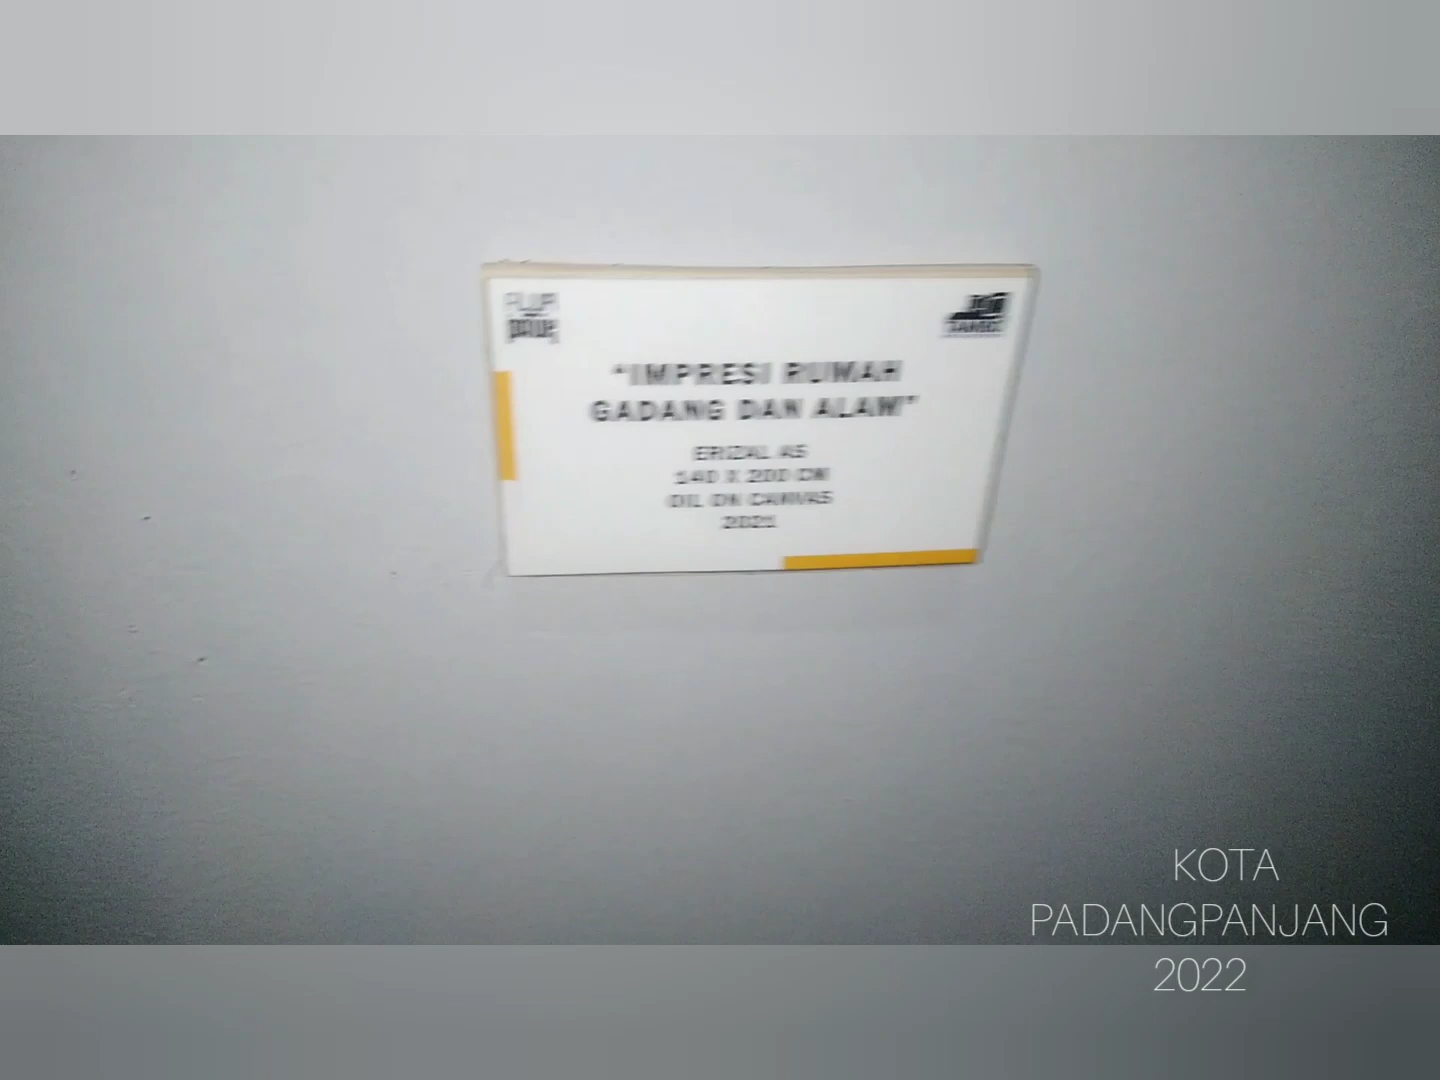 "IMPRESI RUMAH
GADANG DAN ALAM"
ERIZAL AS
140 X 200 CM
OIL ON CANVAS
2021
KOTA
PADANGPANJANG
2022